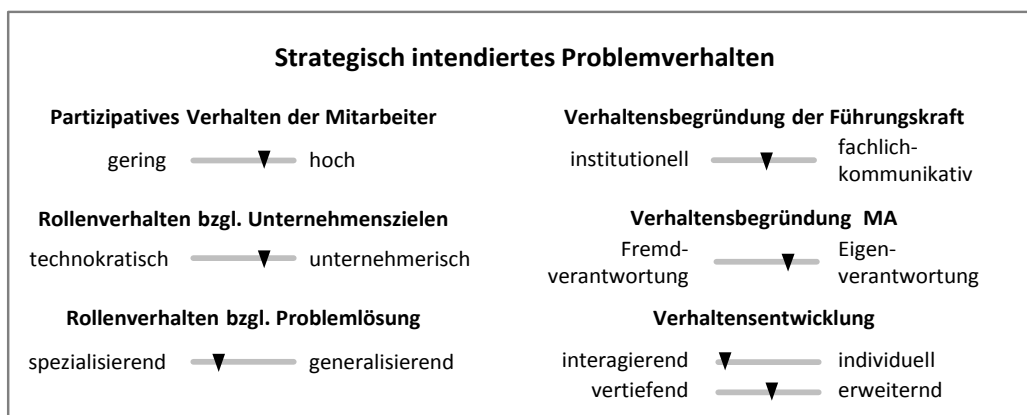 Strategisch intendiertes Problemverhalten
Partizipatives Verhalten der Mitarbeiter
gering hoch
Rollenverhalten bzgl. Unternehmenszielen
technokratisch unternehmerisch
Rollenverhalten bzgl. Problemlösung
spezialisierend generalisierend
Verhaltensbegründung der Führungskraft
institutionell fachlich-
kommunikativ
Verhaltensbegründung MA
Fremd- Eigen-
verantwortung verantwortung
Verhaltensentwicklung
interagierend individuell
vertiefend erweiternd